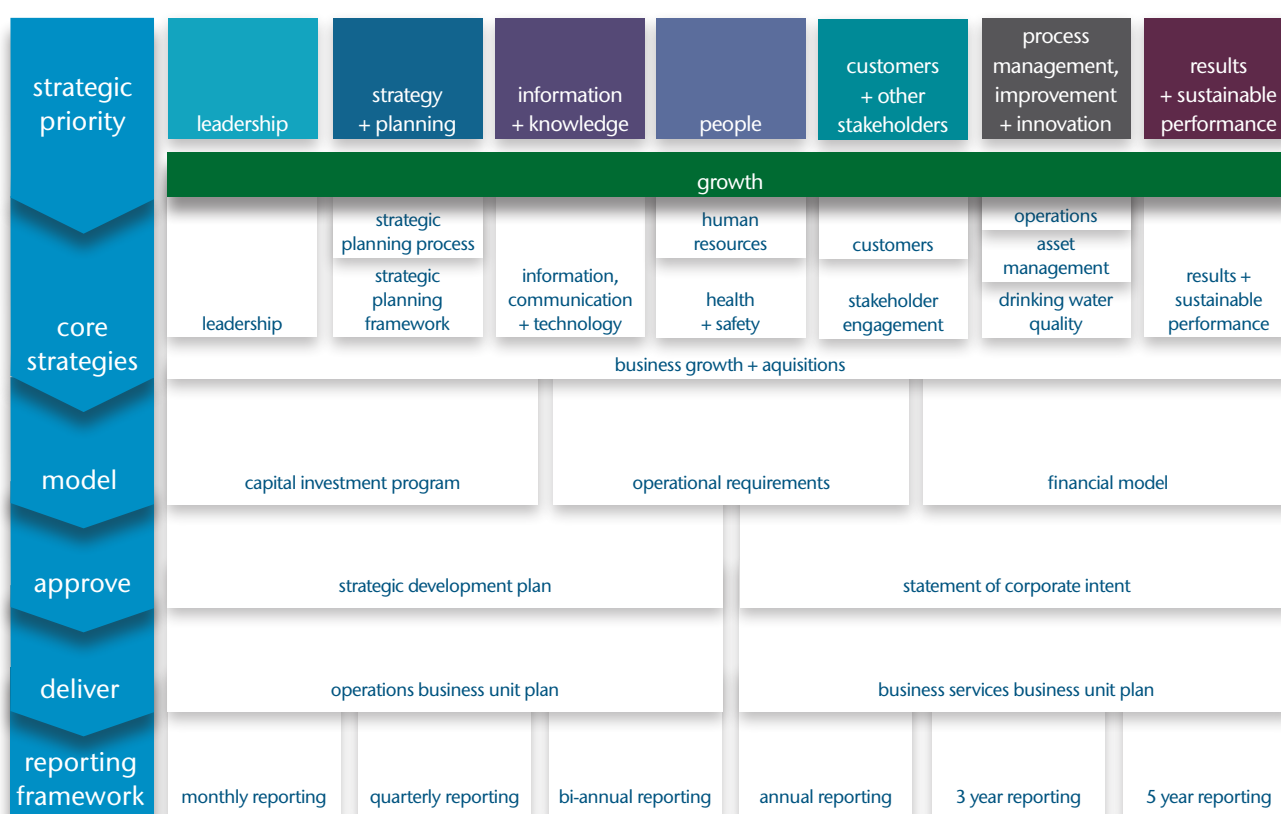 strategic
priority
leadership
strategy
+ planning
information
+ knowledge
people
customers
+ other
stakeholders
process
management,
improvement
+ innovation
results
+ sustainable
performance
growth
core
strategies
leadership
strategic
planning process
strategic
planning
framework
information,
communication
+ technology
human
resources
health
+ safety
customers
stakeholder
engagement
operations
asset
management
drinking water
quality
results +
sustainable
performance
business growth + aquisitions
model
capital investment program
operational requirements
financial model
approve
strategic development plan
statement of corporate intent
deliver
operations business unit plan
business services business unit plan
reporting
framework
monthly reporting
quarterly reporting
bi-annual reporting
annual reporting
3 year reporting
5 year reporting